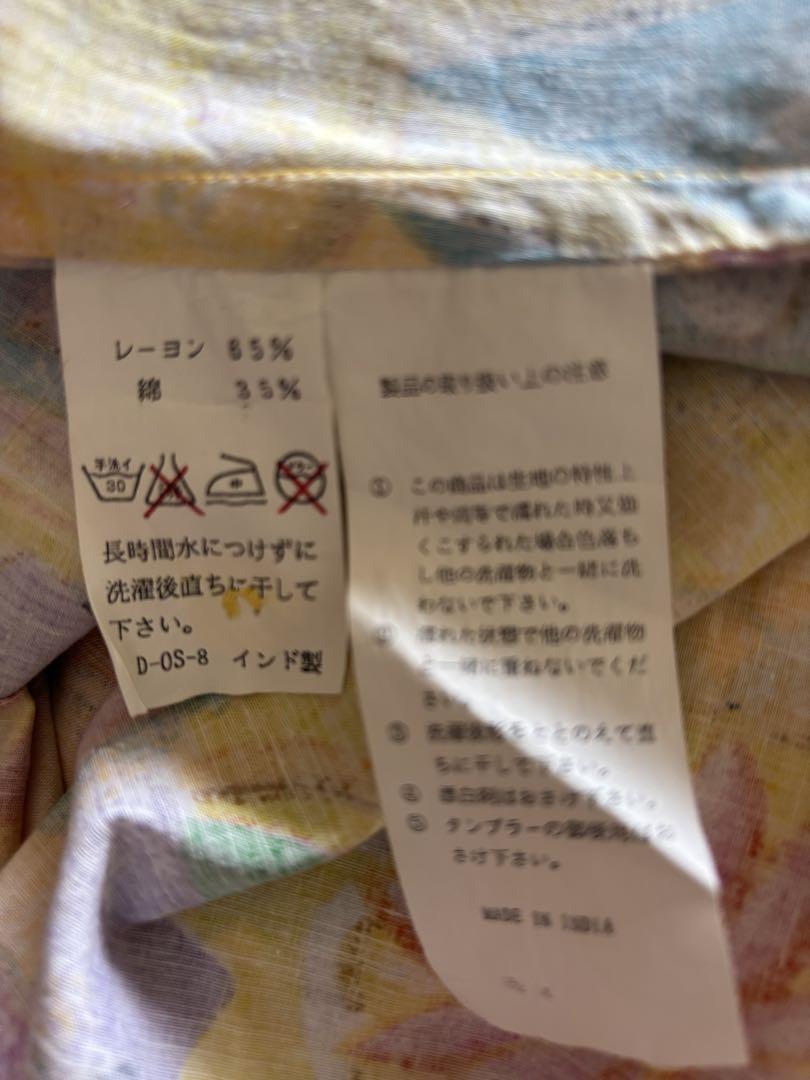 レーヨン 65%
綿 35%
手洗イ
30
長時間水につけずに
洗濯後直ちに干して
下さい。
D-OS-8 インド製
製品の取り扱い上の注意
① この商品は生地の特性上
汗や雨等で濡れた時又強
くこすられた場合色落も
し他の洗濯物と一緒に洗
わないで下さい。
② 濡れた状態で他の洗濯物
と一緒に重ねないでくだ
さい。
③ 洗濯後形をととのえて直
ちに干して下さい。
④ 漂白剤はおさけ下さい。
⑤ タンブラーの御使用はお
さけ下さい。
MADE IN INDIA